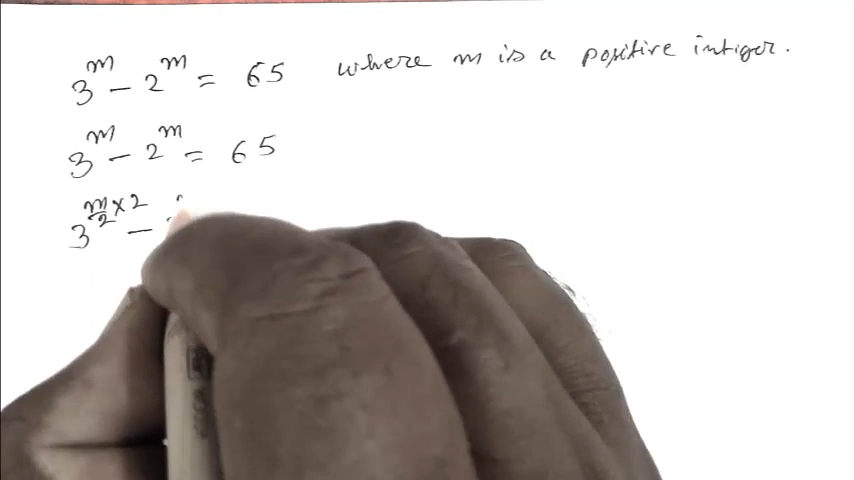 3^m - 2^m = 65 where m is a positive intiger.
3^m - 2^m = 65
3^(m/2 × 2) -